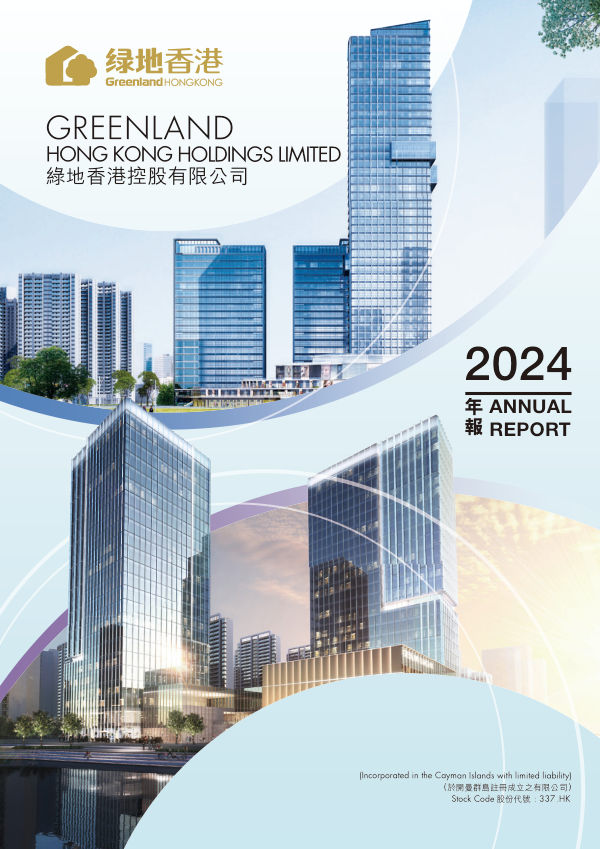 绿地香港
Greenland HONGKONG
GREENLAND
HONG KONG HOLDINGS LIMITED
綠地香港控股有限公司
2024
年報 ANNUAL REPORT
(Incorporated in the Cayman Islands with limited liability)
(於開曼群島註冊成立之有限公司)
Stock Code 股份代號 : 337.HK